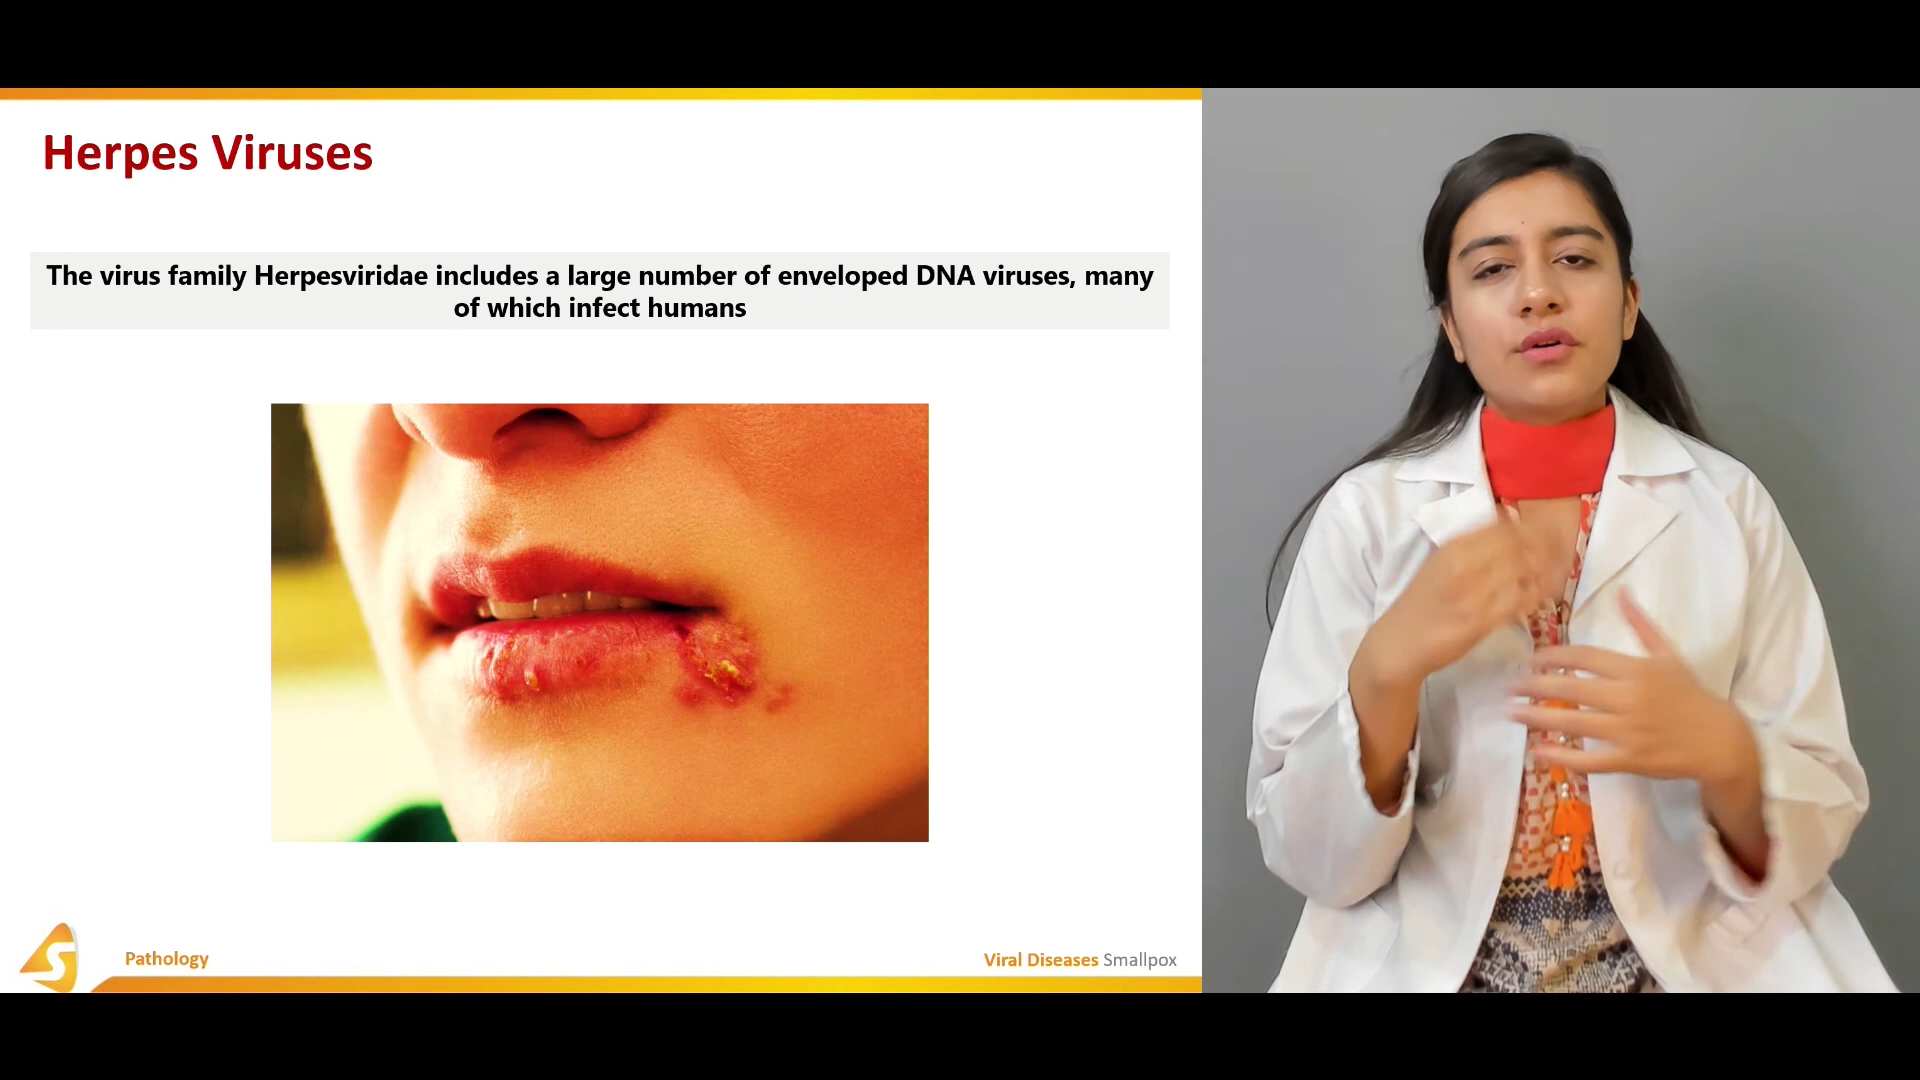 Herpes Viruses
The virus family Herpesviridae includes a large number of enveloped DNA viruses, many
of which infect humans
S
Pathology
Viral Diseases Smallpox